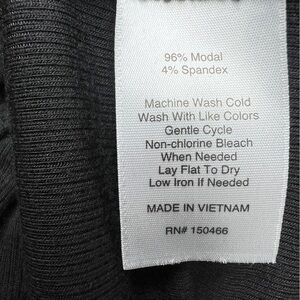 96% Modal
4% Spandex
Machine Wash Cold
Wash With Like Colors
Gentle Cycle
Non-chlorine Bleach
When Needed
Lay Flat To Dry
Low Iron If Needed
MADE IN VIETNAM
RN# 150466